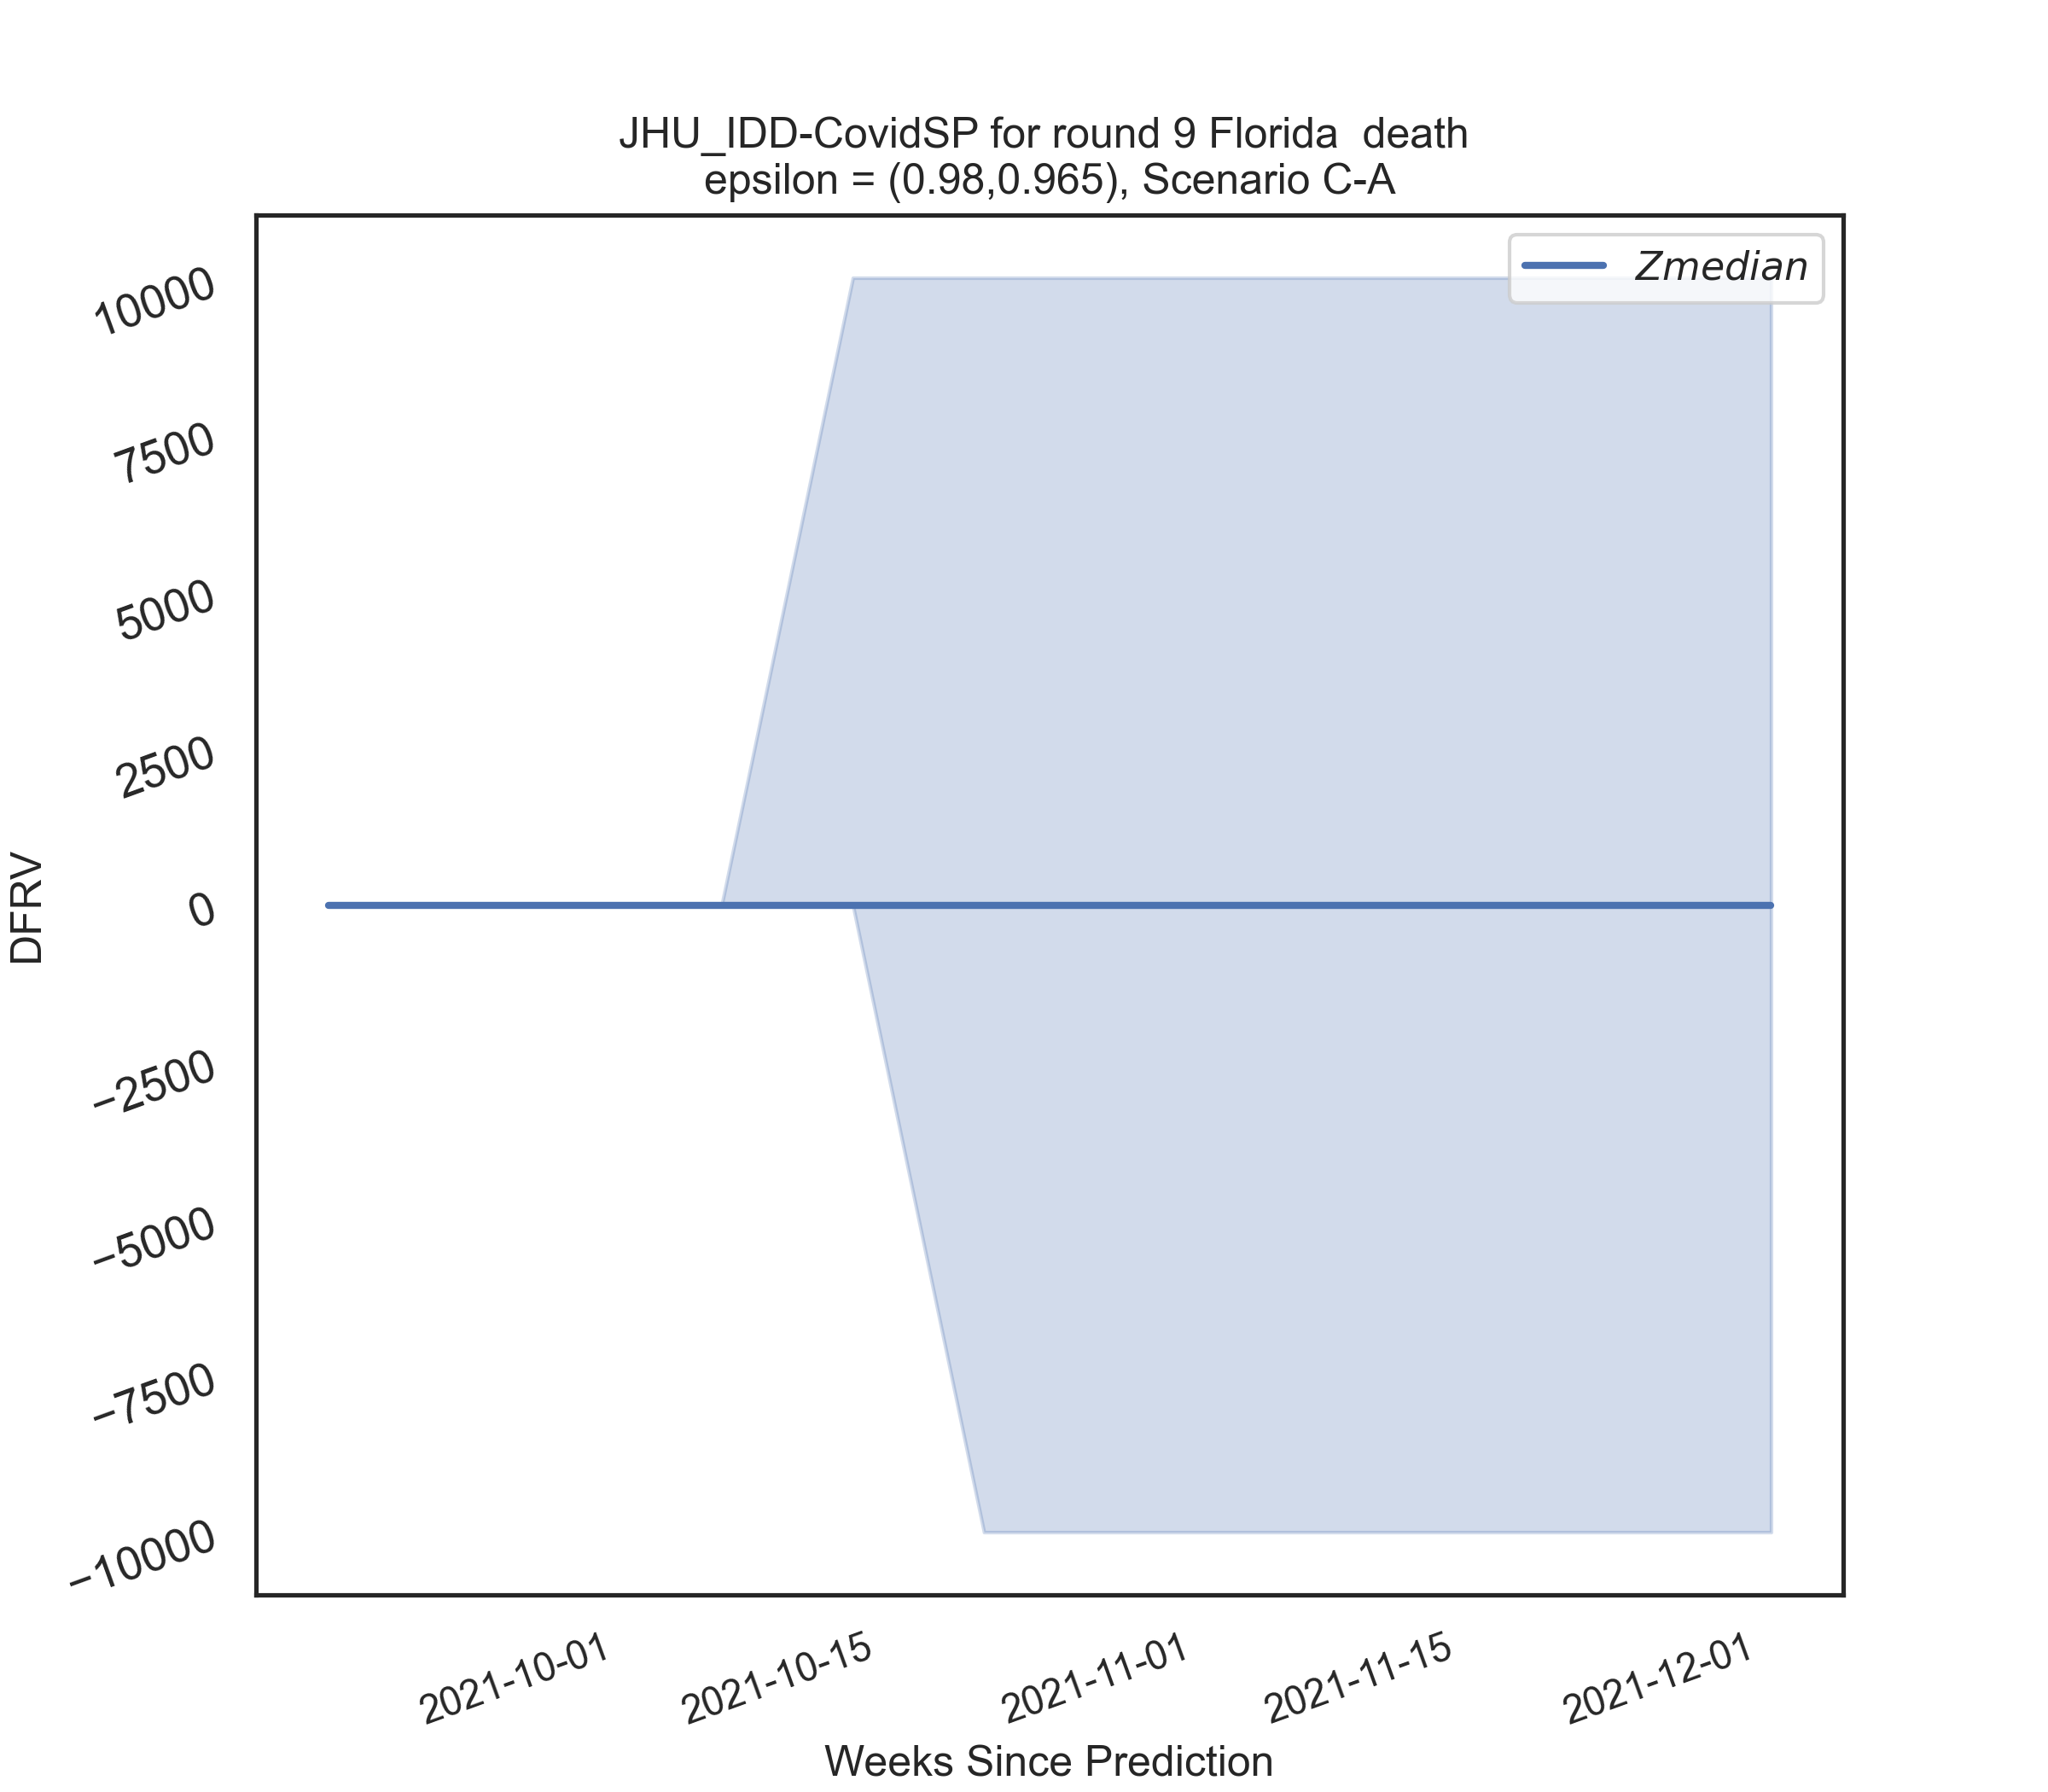 JHU_IDD-CovidSP for round 9 Florida  death
epsilon = (0.98,0.965), Scenario C-A
Zmedian
10000
7500
5000
2500
0
−2500
−5000
−7500
−10000
DFRV
2021-10-01
2021-10-15
2021-11-01
2021-11-15
2021-12-01
Weeks Since Prediction